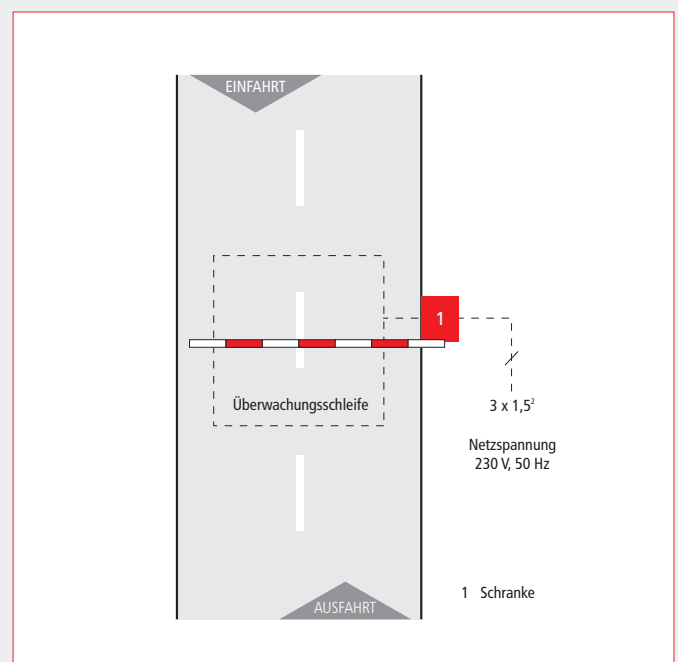 EINFAHRT
1
Überwachungsschleife
3 x 1,5²
Netzspannung
230 V, 50 Hz
1 Schranke
AUSFAHRT